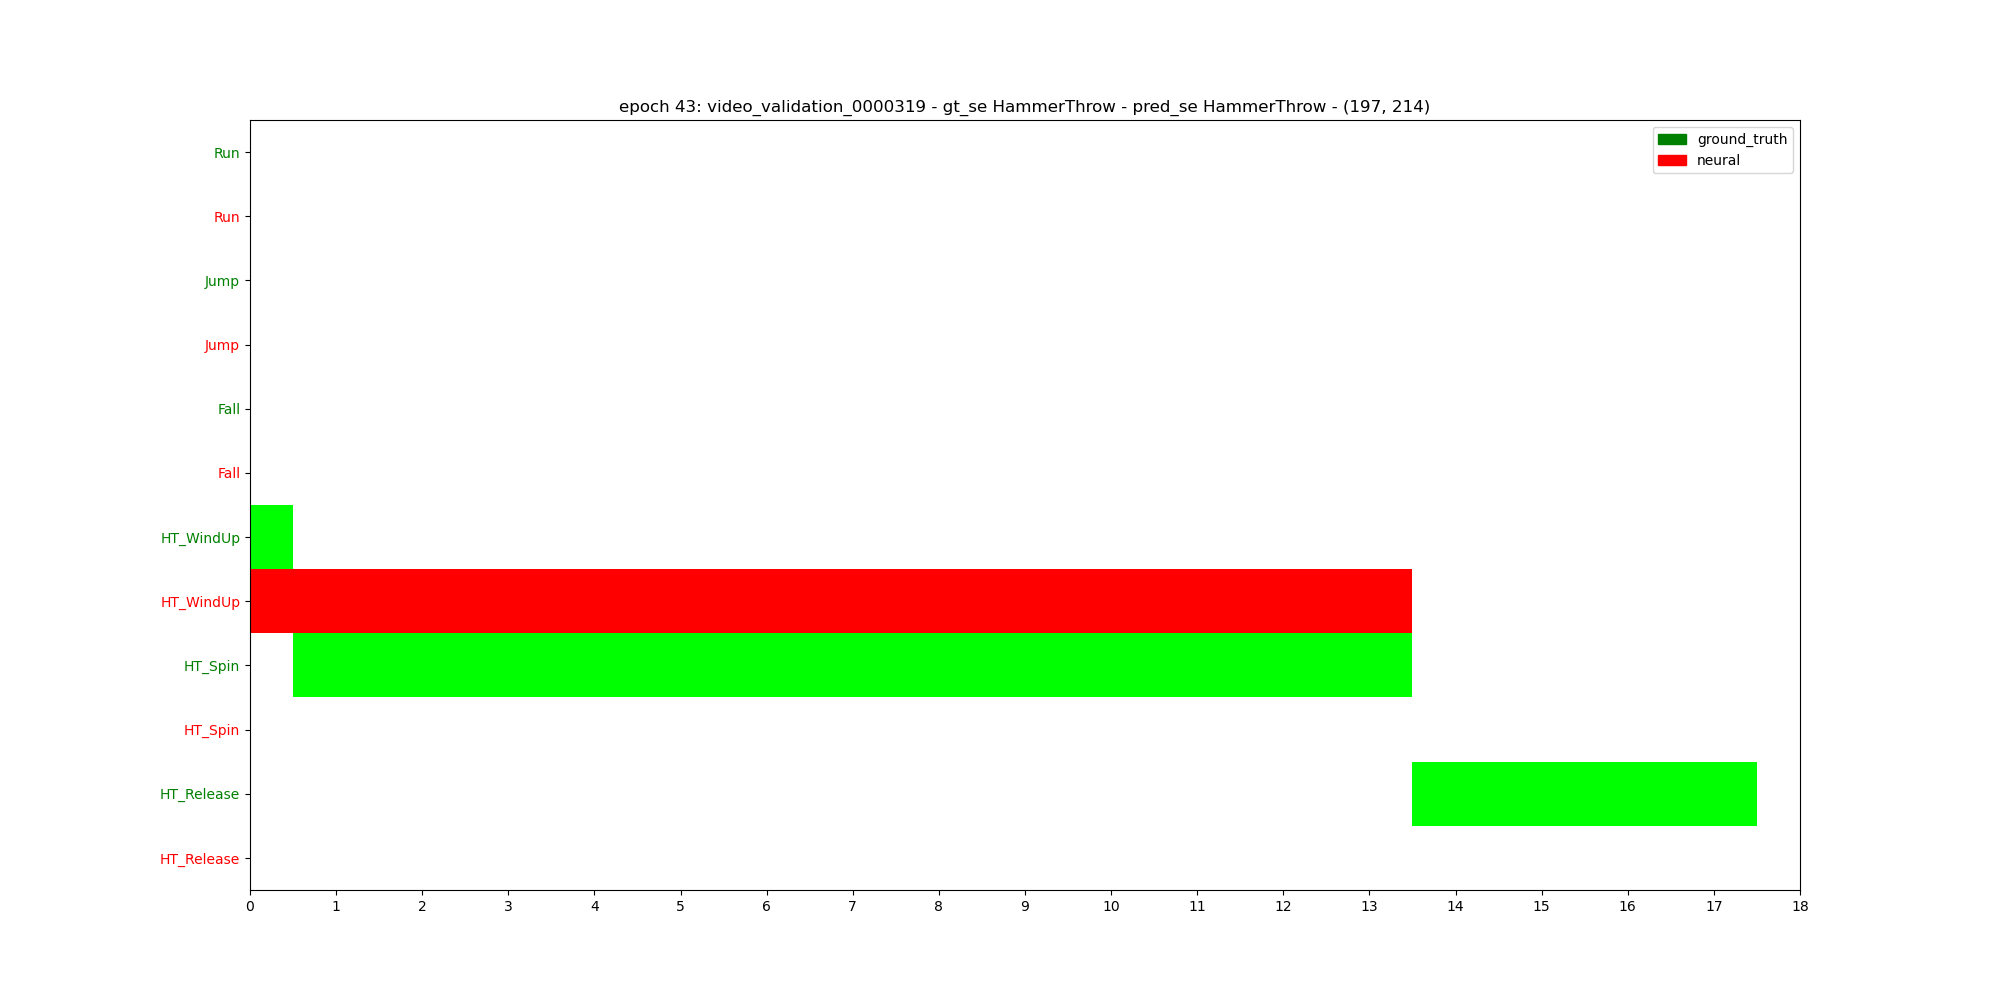 epoch 43: video_validation_0000319 - gt_se HammerThrow - pred_se HammerThrow - (197, 214)
ground_truth
neural
Run
Run
Jump
Jump
Fall
Fall
HT_WindUp
HT_WindUp
HT_Spin
HT_Spin
HT_Release
HT_Release
0 1 2 3 4 5 6 7 8 9 10 11 12 13 14 15 16 17 18